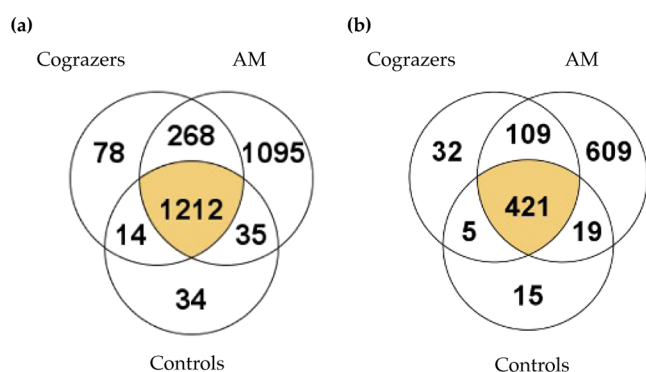 (a)
Cograzers AM
78 268 1095
1212
14 35
34
Controls
(b)
Cograzers AM
32 109 609
421
5 19
15
Controls